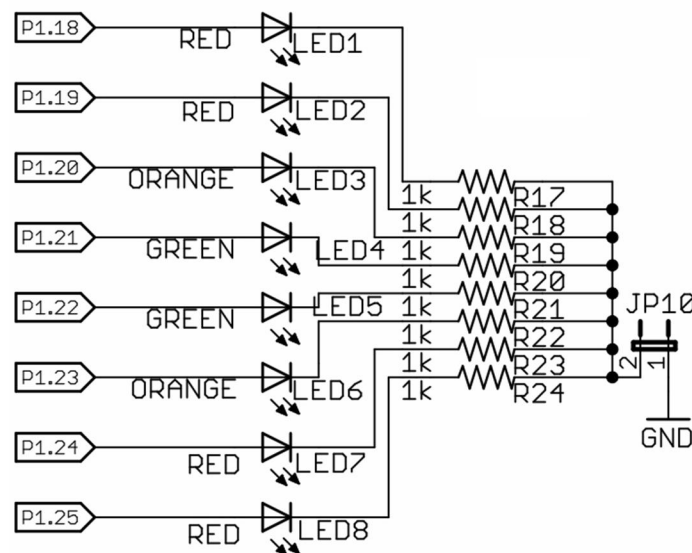 P1.18
RED
LED1
P1.19
RED
LED2
P1.20
ORANGE
LED3
1k
R17
P1.21
GREEN
LED4
1k
R18
1k
R19
1k
R20
P1.22
GREEN
LED5
1k
R21
JP10
1k
R22
1k
R23
2
1
P1.23
ORANGE
LED6
1k
R24
GND
P1.24
RED
LED7
P1.25
RED
LED8